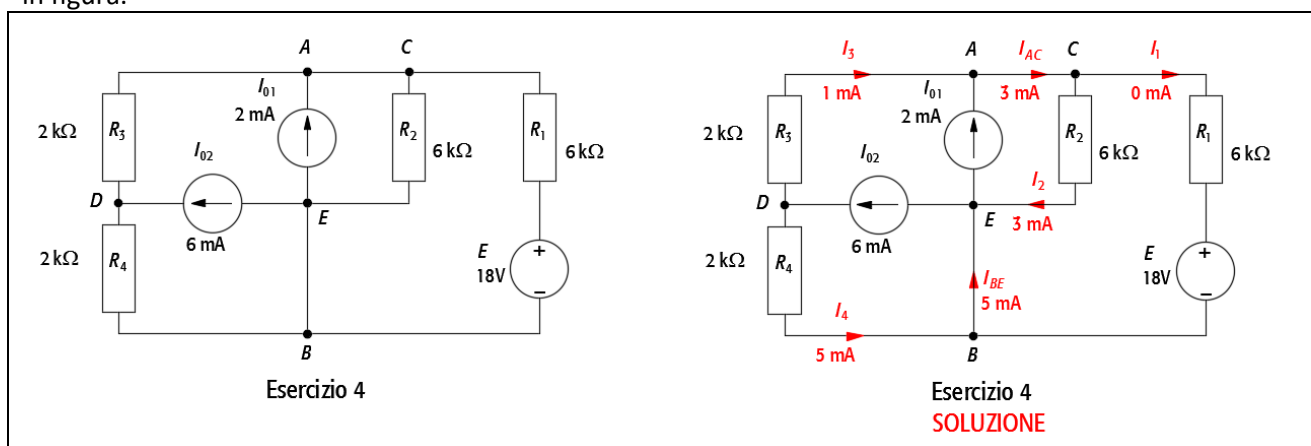 in figura.
A C
I01
2 mA
2 kΩ R3 R2 R1
I02 6 kΩ 6 kΩ
D E
6 mA
2 kΩ R4 E + 
18V –
B
Esercizio 4
I3 A IAC C I1
1 mA I01 3 mA 0 mA
2 mA
2 kΩ R3 R2 R1
I02 6 kΩ 6 kΩ
I2
D E 3 mA
6 mA
2 kΩ R4 IBE E +
5 mA 18V –
I4
5 mA B
Esercizio 4
SOLUZIONE